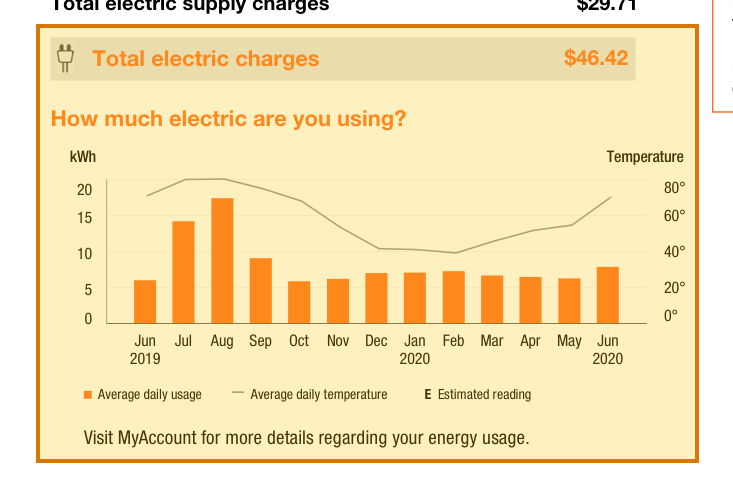 Total electric supply charges $29.71
Total electric charges $46.42
How much electric are you using?
kWh Temperature
20 80°
15 60°
10 40°
5 20°
0 0°
Jun Jul Aug Sep Oct Nov Dec Jan Feb Mar Apr May Jun
2019 2020 2020
Average daily usage Average daily temperature E Estimated reading
Visit MyAccount for more details regarding your energy usage.